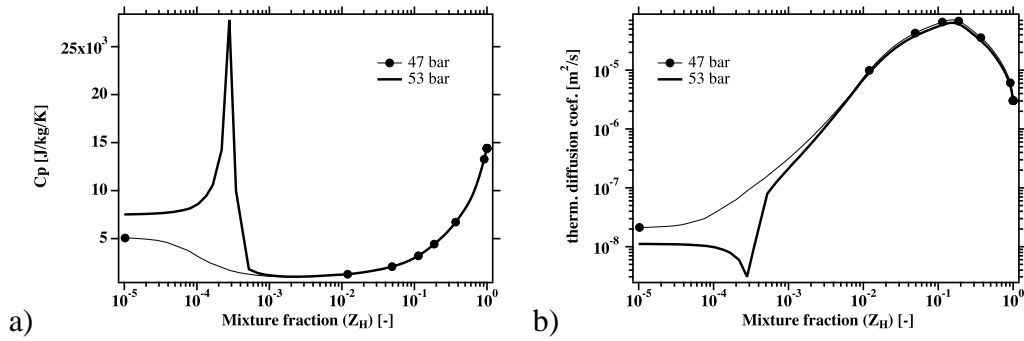 25x10³
20
15
10
5
Cp [J/kg/K]
47 bar
53 bar
10⁻⁵
10⁻⁴
10⁻³
10⁻²
10⁻¹
10⁰
Mixture fraction (Z_H) [-]
a)
10⁻⁵
10⁻⁶
10⁻⁷
10⁻⁸
therm. diffusion coef. [m²/s]
47 bar
53 bar
10⁻⁵
10⁻⁴
10⁻³
10⁻²
10⁻¹
10⁰
Mixture fraction (Z_H) [-]
b)